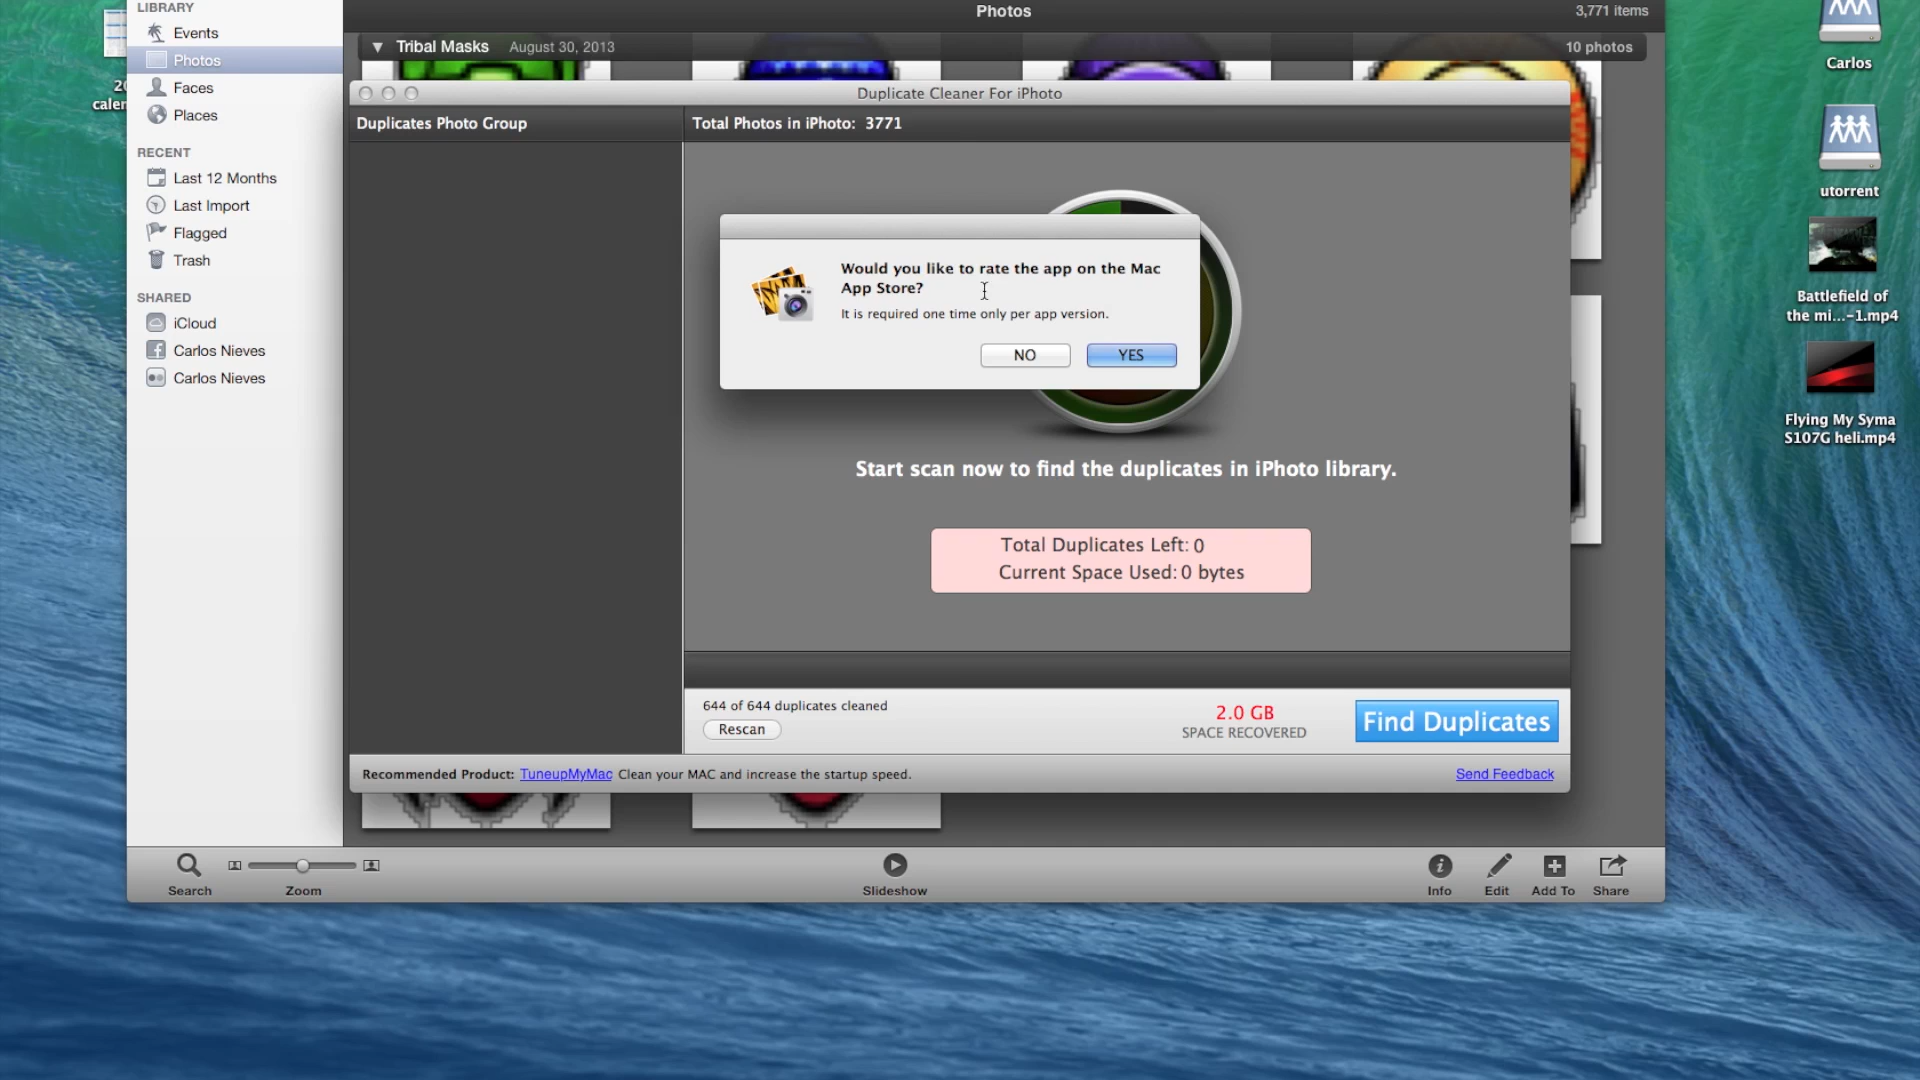 LIBRARY
Events
Photos
Faces
Places
RECENT
Last 12 Months
Last Import
Flagged
Trash
SHARED
iCloud
Carlos Nieves
Carlos Nieves
Photos
3,771 items
Tribal Masks August 30, 2013
10 photos
Duplicate Cleaner For iPhoto
Duplicates Photo Group
Total Photos in iPhoto: 3771
Would you like to rate the app on the Mac
App Store?
It is required one time only per app version.
NO
YES
Start scan now to find the duplicates in iPhoto library.
Total Duplicates Left: 0
Current Space Used: 0 bytes
644 of 644 duplicates cleaned
Rescan
2.0 GB
SPACE RECOVERED
Find Duplicates
Recommended Product: TuneupMyMac Clean your MAC and increase the startup speed.
Send Feedback
Search
Zoom
Slideshow
Info
Edit
Add To
Share
Carlos
utorrent
Battlefield of
the mi...-1.mp4
Flying My Syma
S107G heli.mp4